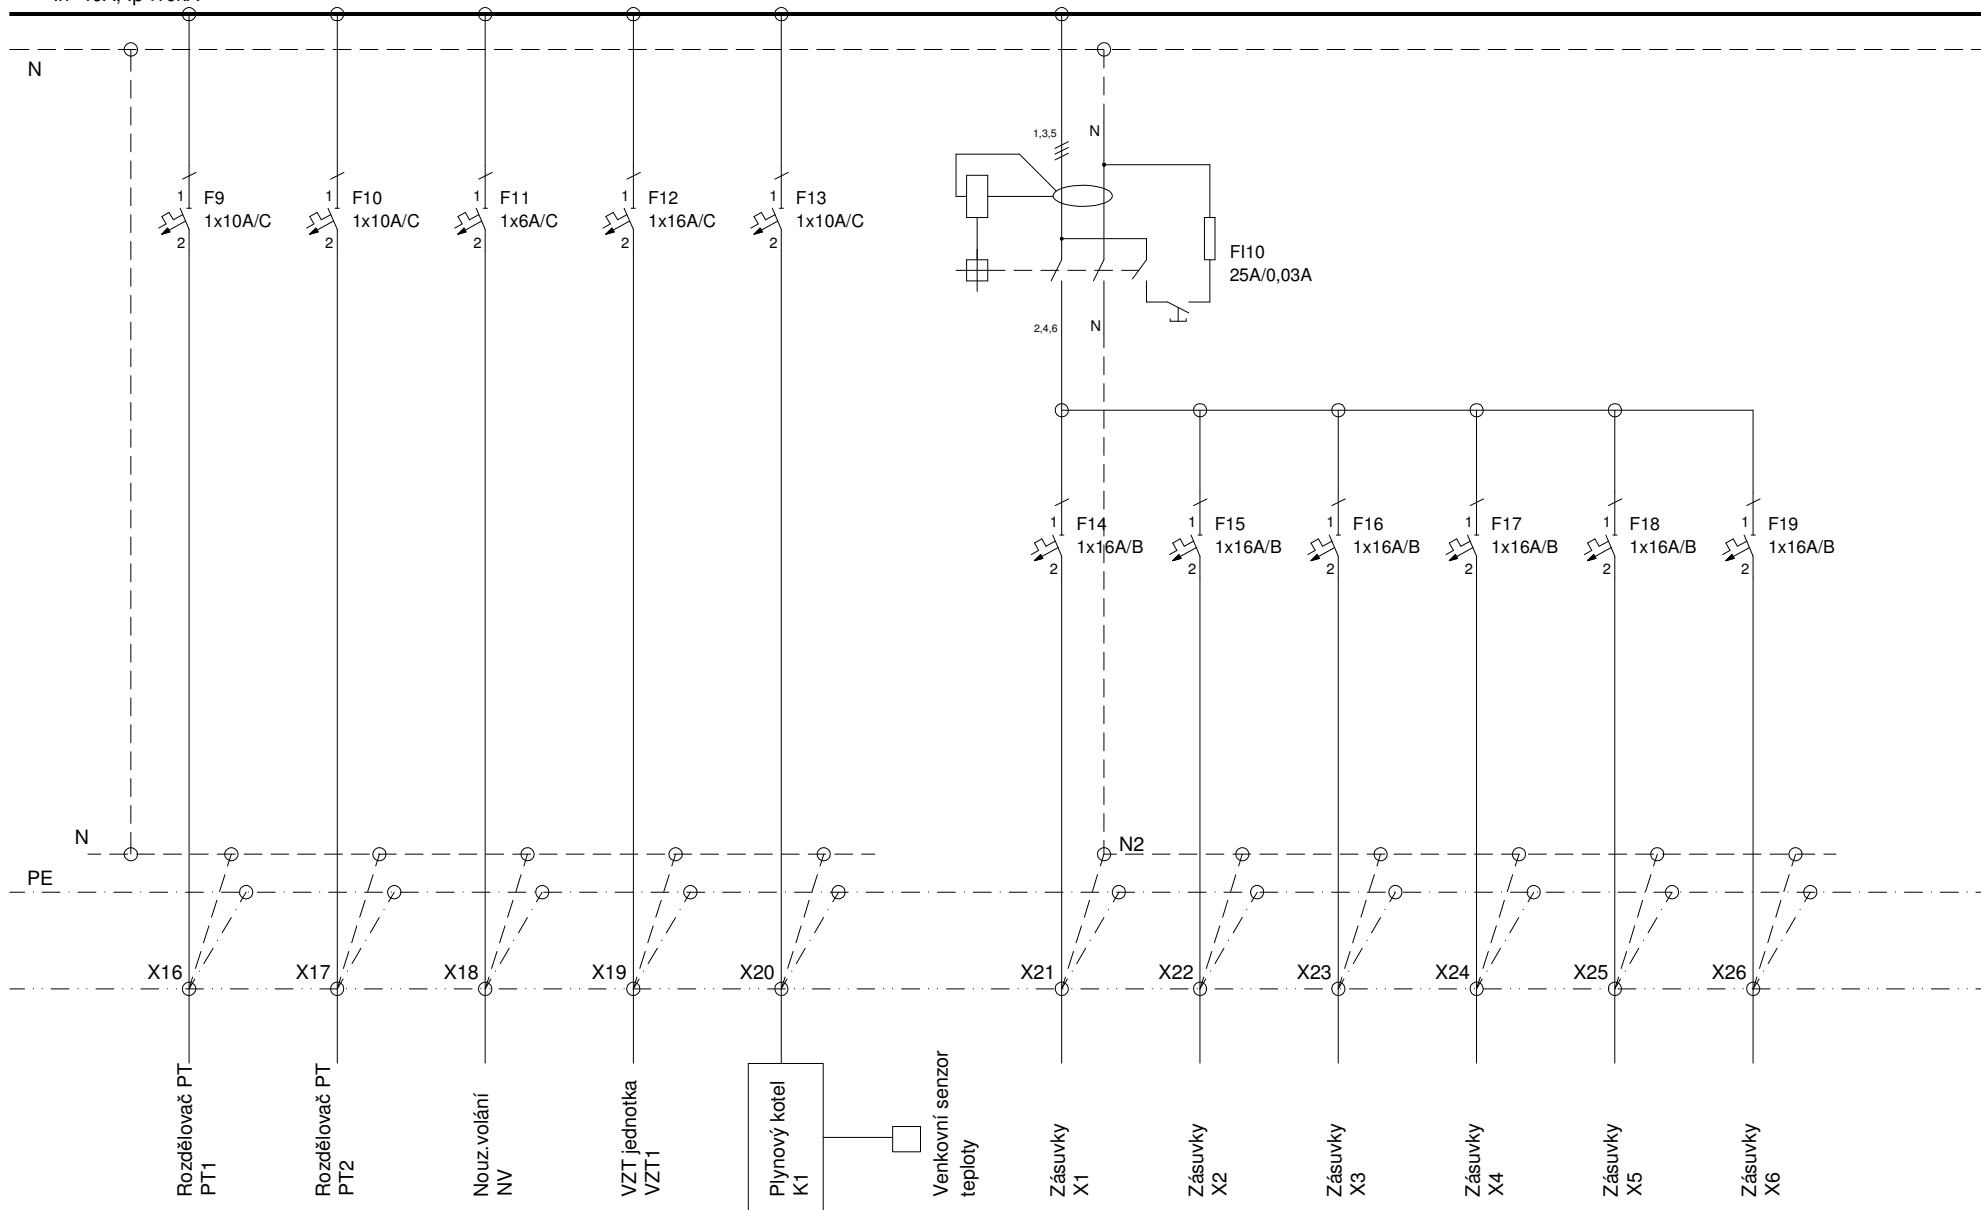 N
1,3,5
N
1
F9
1x10A/C
2
1
F10
1x10A/C
2
1
F11
1x6A/C
2
1
F12
1x16A/C
2
1
F13
1x10A/C
2
FI10
25A/0,03A
2,4,6
N
1
F14
1x16A/B
2
1
F15
1x16A/B
2
1
F16
1x16A/B
2
1
F17
1x16A/B
2
1
F18
1x16A/B
2
1
F19
1x16A/B
2
N
N2
PE
X16
X17
X18
X19
X20
X21
X22
X23
X24
X25
X26
Rozdělovač PT
PT1
Rozdělovač PT
PT2
Nouz.volání
NV
VZT jednotka
VZT1
Plynový kotel
K1
Venkovní senzor
teploty
Zásuvky
X1
Zásuvky
X2
Zásuvky
X3
Zásuvky
X4
Zásuvky
X5
Zásuvky
X6